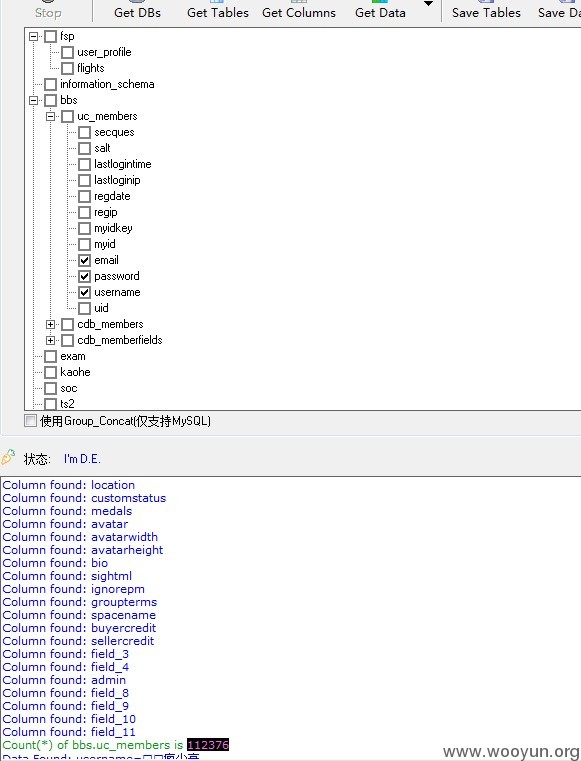 Stop Get DBs Get Tables Get Columns Get Data Save Tables Save Da
fsp
user_profile
flights
information_schema
bbs
uc_members
secques
salt
lastlogintime
lastloginip
regdate
regip
myidkey
myid
email
password
username
uid
cdb_members
cdb_memberfields
exam
kaohe
soc
ts2
使用Group_Concat(仅支持MySQL)
状态: I'm D.E.
Column found: location
Column found: customstatus
Column found: medals
Column found: avatar
Column found: avatarwidth
Column found: avatarheight
Column found: bio
Column found: sightml
Column found: ignorepm
Column found: groupterms
Column found: spacename
Column found: buyercredit
Column found: sellercredit
Column found: field_3
Column found: field_4
Column found: admin
Column found: field_8
Column found: field_9
Column found: field_10
Column found: field_11
Count(*) of bbs.uc_members is 112376
Data Found: username=
www.wooyun.org